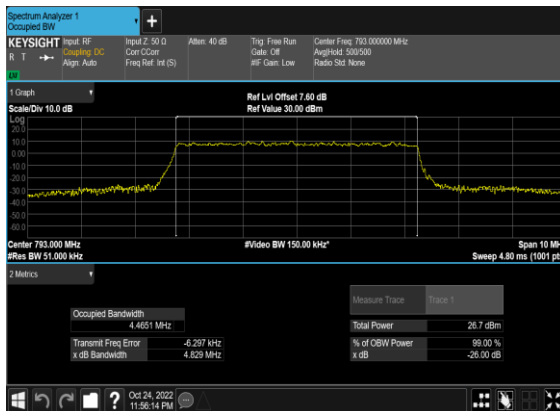 Spectrum Analyzer 1
Occupied BW
KEYSIGHT Input: RF Input Z: 50 Ω Atten: 40 dB Trig: Free Run Center Freq: 793.000000 MHz
R T Coupling: DC Corr CCorr Gate: Off Avg|Hold: 500/500
Align: Auto Freq Ref: Int (S) #IF Gain: Low Radio Std: None
1 Graph
Ref Lvl Offset 7.60 dB
Scale/Div 10.0 dB Ref Value 30.00 dBm
Log
20.0
10.0
0.00
-10.0
-20.0
-30.0
-40.0
-50.0
-60.0
Center 793.000 MHz #Video BW 150.00 kHz* Span 10 MH
#Res BW 51.000 kHz Sweep 4.80 ms (1001 pt
2 Metrics
Measure Trace Trace 1
Occupied Bandwidth
4.4651 MHz Total Power 26.7 dBm
Transmit Freq Error -6.297 kHz % of OBW Power 99.00 %
x dB Bandwidth 4.829 MHz x dB -26.00 dB
Oct 24, 2022
11:56:14 PM